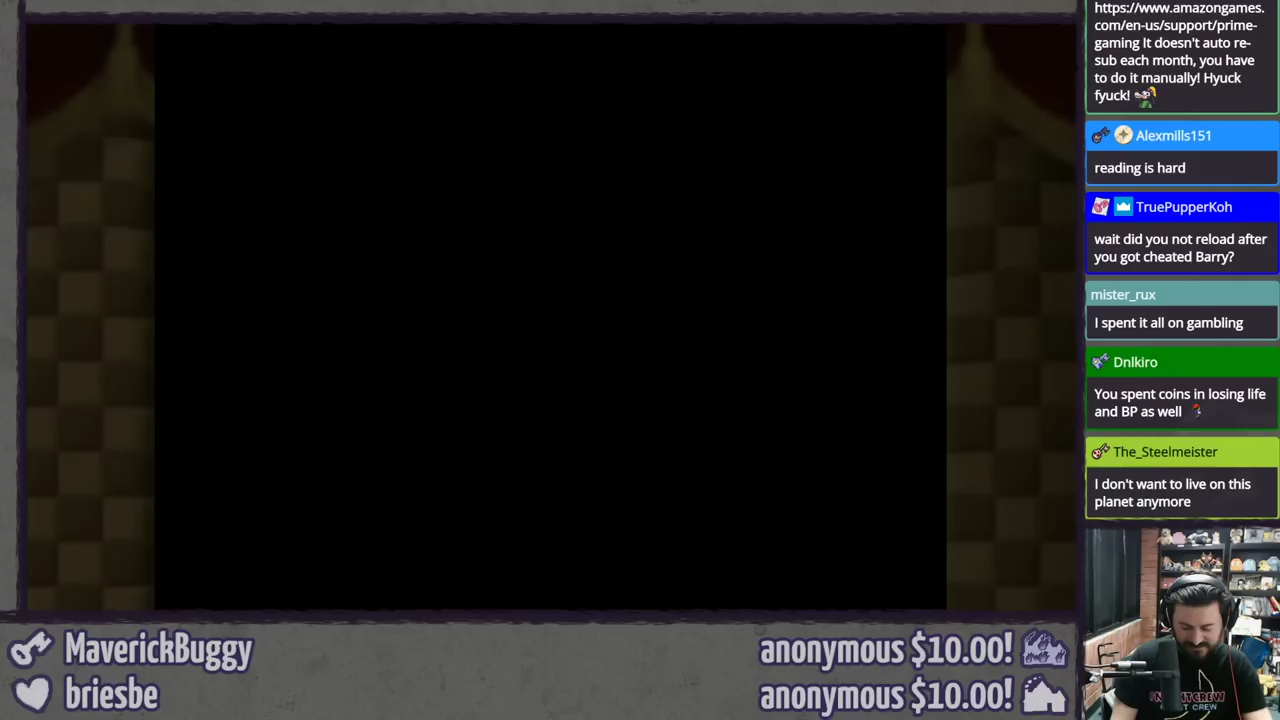 https://www.amazongames.
com/en-us/support/prime-
gaming It doesn't auto re-
sub each month, you have
to do it manually! Hyuck
fyuck!
Alexmills151
reading is hard
TruePupperKoh
wait did you not reload after
you got cheated Barry?
mister_rux
I spent it all on gambling
Dnlkiro
You spent coins in losing life
and BP as well
The_Steelmeister
I don't want to live on this
planet anymore
MaverickBuggy
briesbe
anonymous $10.00!
anonymous $10.00!